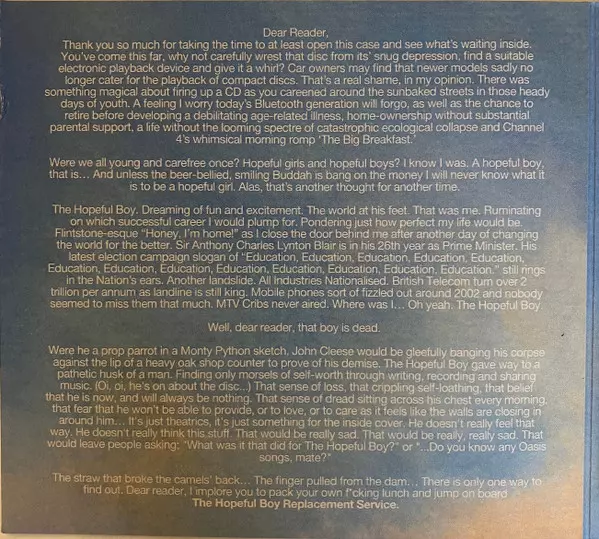 Dear Reader,
Thank you so much for taking the time to at least open this case and see what's waiting inside.
You've come this far, why not carefully wrest that disc from its' snug depression, find a suitable
electronic playback device and give it a whirl? Car owners may find that newer models sadly no
longer cater for the playback of compact discs. That's a real shame, in my opinion. There was
something magical about firing up a CD as you careened around the sunbaked streets in those heady
days of youth. A feeling I worry today's Bluetooth generation will forgo, as well as the chance to
retire before developing a debilitating age-related illness, home-ownership without substantial
parental support, a life without the looming spectre of catastrophic ecological collapse and Channel
4's whimsical morning romp 'The Big Breakfast.'
Were we all young and carefree once? Hopeful girls and hopeful boys? I know I was. A hopeful boy,
that is... And unless the beer-bellied, smiling Buddah is bang on the money I will never know what it
is to be a hopeful girl. Alas, that's another thought for another time.
The Hopeful Boy. Dreaming of fun and excitement. The world at his feet. That was me. Ruminating
on which successful career I would plump for. Pondering just how perfect my life would be.
Flintstone-esque "Honey, I'm home!" as I close the door behind me after another day of changing
the world for the better. Sir Anthony Charles Lynton Blair is in his 26th year as Prime Minister. His
latest election campaign slogan of "Education, Education, Education, Education, Education,
Education, Education, Education, Education, Education, Education, Education." still rings
in the Nation's ears. Another landslide. All Industries Nationalised. British Telecom turn over 2
trillion per annum as landline is still king. Mobile phones sort of fizzled out around 2002 and nobody
seemed to miss them that much. MTV Cribs never aired. Where was I... Oh yeah. The Hopeful Boy.
Well, dear reader, that boy is dead.
Were he a prop parrot in a Monty Python sketch, John Cleese would be gleefully banging his corpse
against the lip of a heavy oak shop counter to prove of his demise. The Hopeful Boy gave way to a
pathetic husk of a man. Finding only morsels of self-worth through writing, recording and sharing
music. (Oi, oi, he's on about the disc...) That sense of loss, that crippling self-loathing, that belief
that he is now, and will always be nothing. That sense of dread sitting across his chest every morning,
that fear that he won't be able to provide, or to love, or to care as it feels like the walls are closing in
around him... It's just theatrics, it's just something for the inside cover. He doesn't really feel that
way. He doesn't really think this stuff. That would be really sad. That would be really, really sad. That
would leave people asking: "What was it that did for The Hopeful Boy?" or "...Do you know any Oasis
songs, mate?"
The straw that broke the camels' back... The finger pulled from the dam... There is only one way to
find out. Dear reader, I implore you to pack your own f*cking lunch and jump on board
The Hopeful Boy Replacement Service.